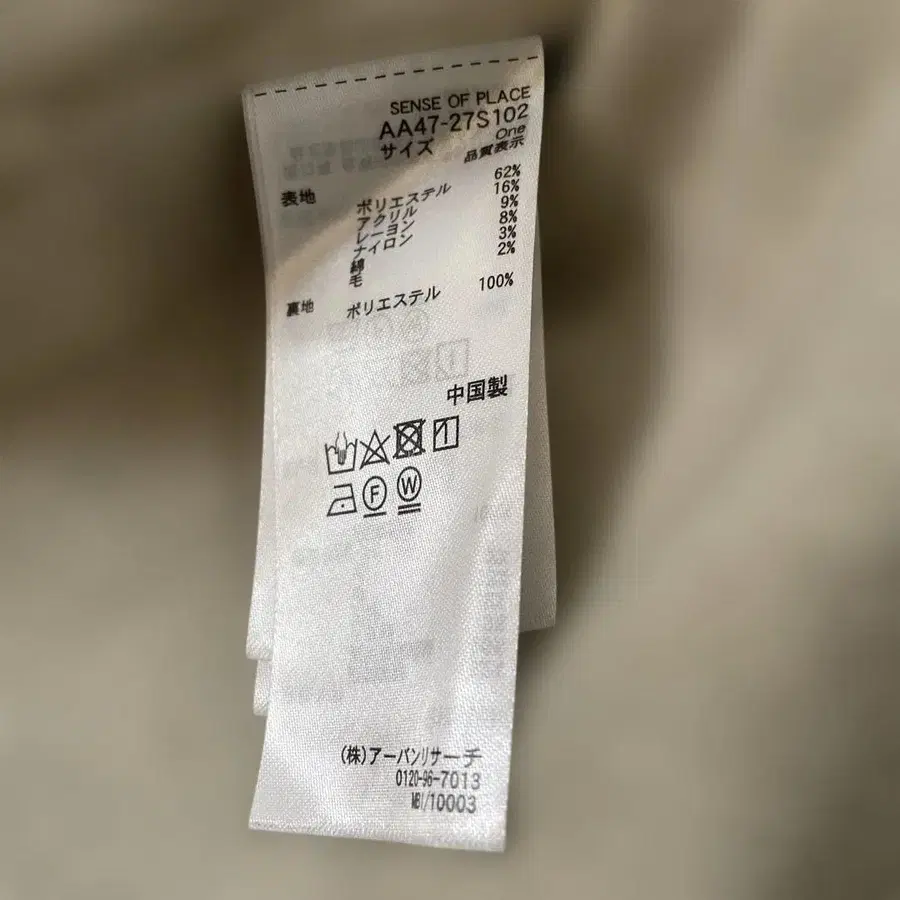 SENSE OF PLACE
AA47-27S102
サイズ One
品質表示
表地 ポリエステル 62%
アクリル 16%
レーヨン 9%
ナイロン 8%
綿 3%
毛 2%
裏地 ポリエステル 100%
中国製
F W
(株)アーバンリサーチ
0120-96-7013
MBI/10003